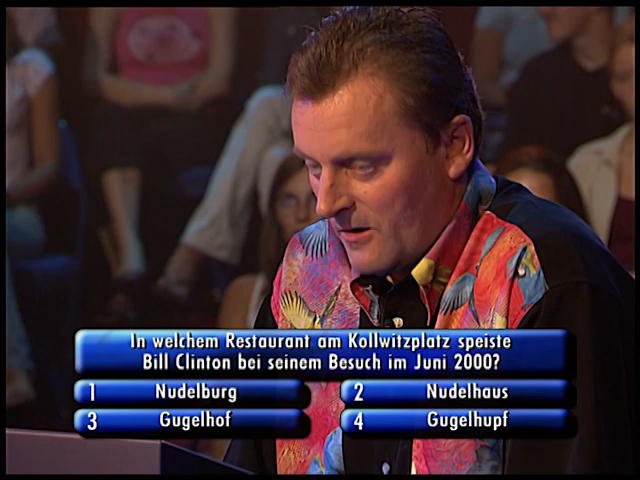 In welchem Restaurant am Kollwitzplatz speiste
Bill Clinton bei seinem Besuch im Juni 2000?
1 Nudelburg
2 Nudelhaus
3 Gugelhof
4 Gugelhupf